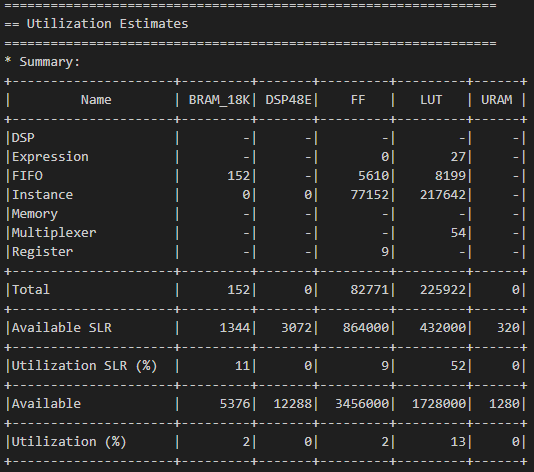 ================================================================
== Utilization Estimates
================================================================
* Summary:
+---------------------+---------+-------+---------+---------+------+
|         Name        | BRAM_18K| DSP48E|    FF   |   LUT   | URAM |
+---------------------+---------+-------+---------+---------+------+
|DSP                  |        -|      -|        -|        -|     -|
|Expression           |        -|      -|        0|       27|     -|
|FIFO                 |      152|      -|     5610|     8199|     -|
|Instance             |        0|      0|    77152|   217642|     -|
|Memory               |        -|      -|        -|        -|     -|
|Multiplexer          |        -|      -|        -|       54|     -|
|Register             |        -|      -|        9|        -|     -|
+---------------------+---------+-------+---------+---------+------+
|Total                |      152|      0|    82771|   225922|     0|
+---------------------+---------+-------+---------+---------+------+
|Available SLR        |     1344|   3072|   864000|   432000|   320|
+---------------------+---------+-------+---------+---------+------+
|Utilization SLR (%)  |       11|      0|        9|       52|     0|
+---------------------+---------+-------+---------+---------+------+
|Available            |     5376|  12288|  3456000|  1728000|  1280|
+---------------------+---------+-------+---------+---------+------+
|Utilization (%)      |        2|      0|        2|       13|     0|
+---------------------+---------+-------+---------+---------+------+